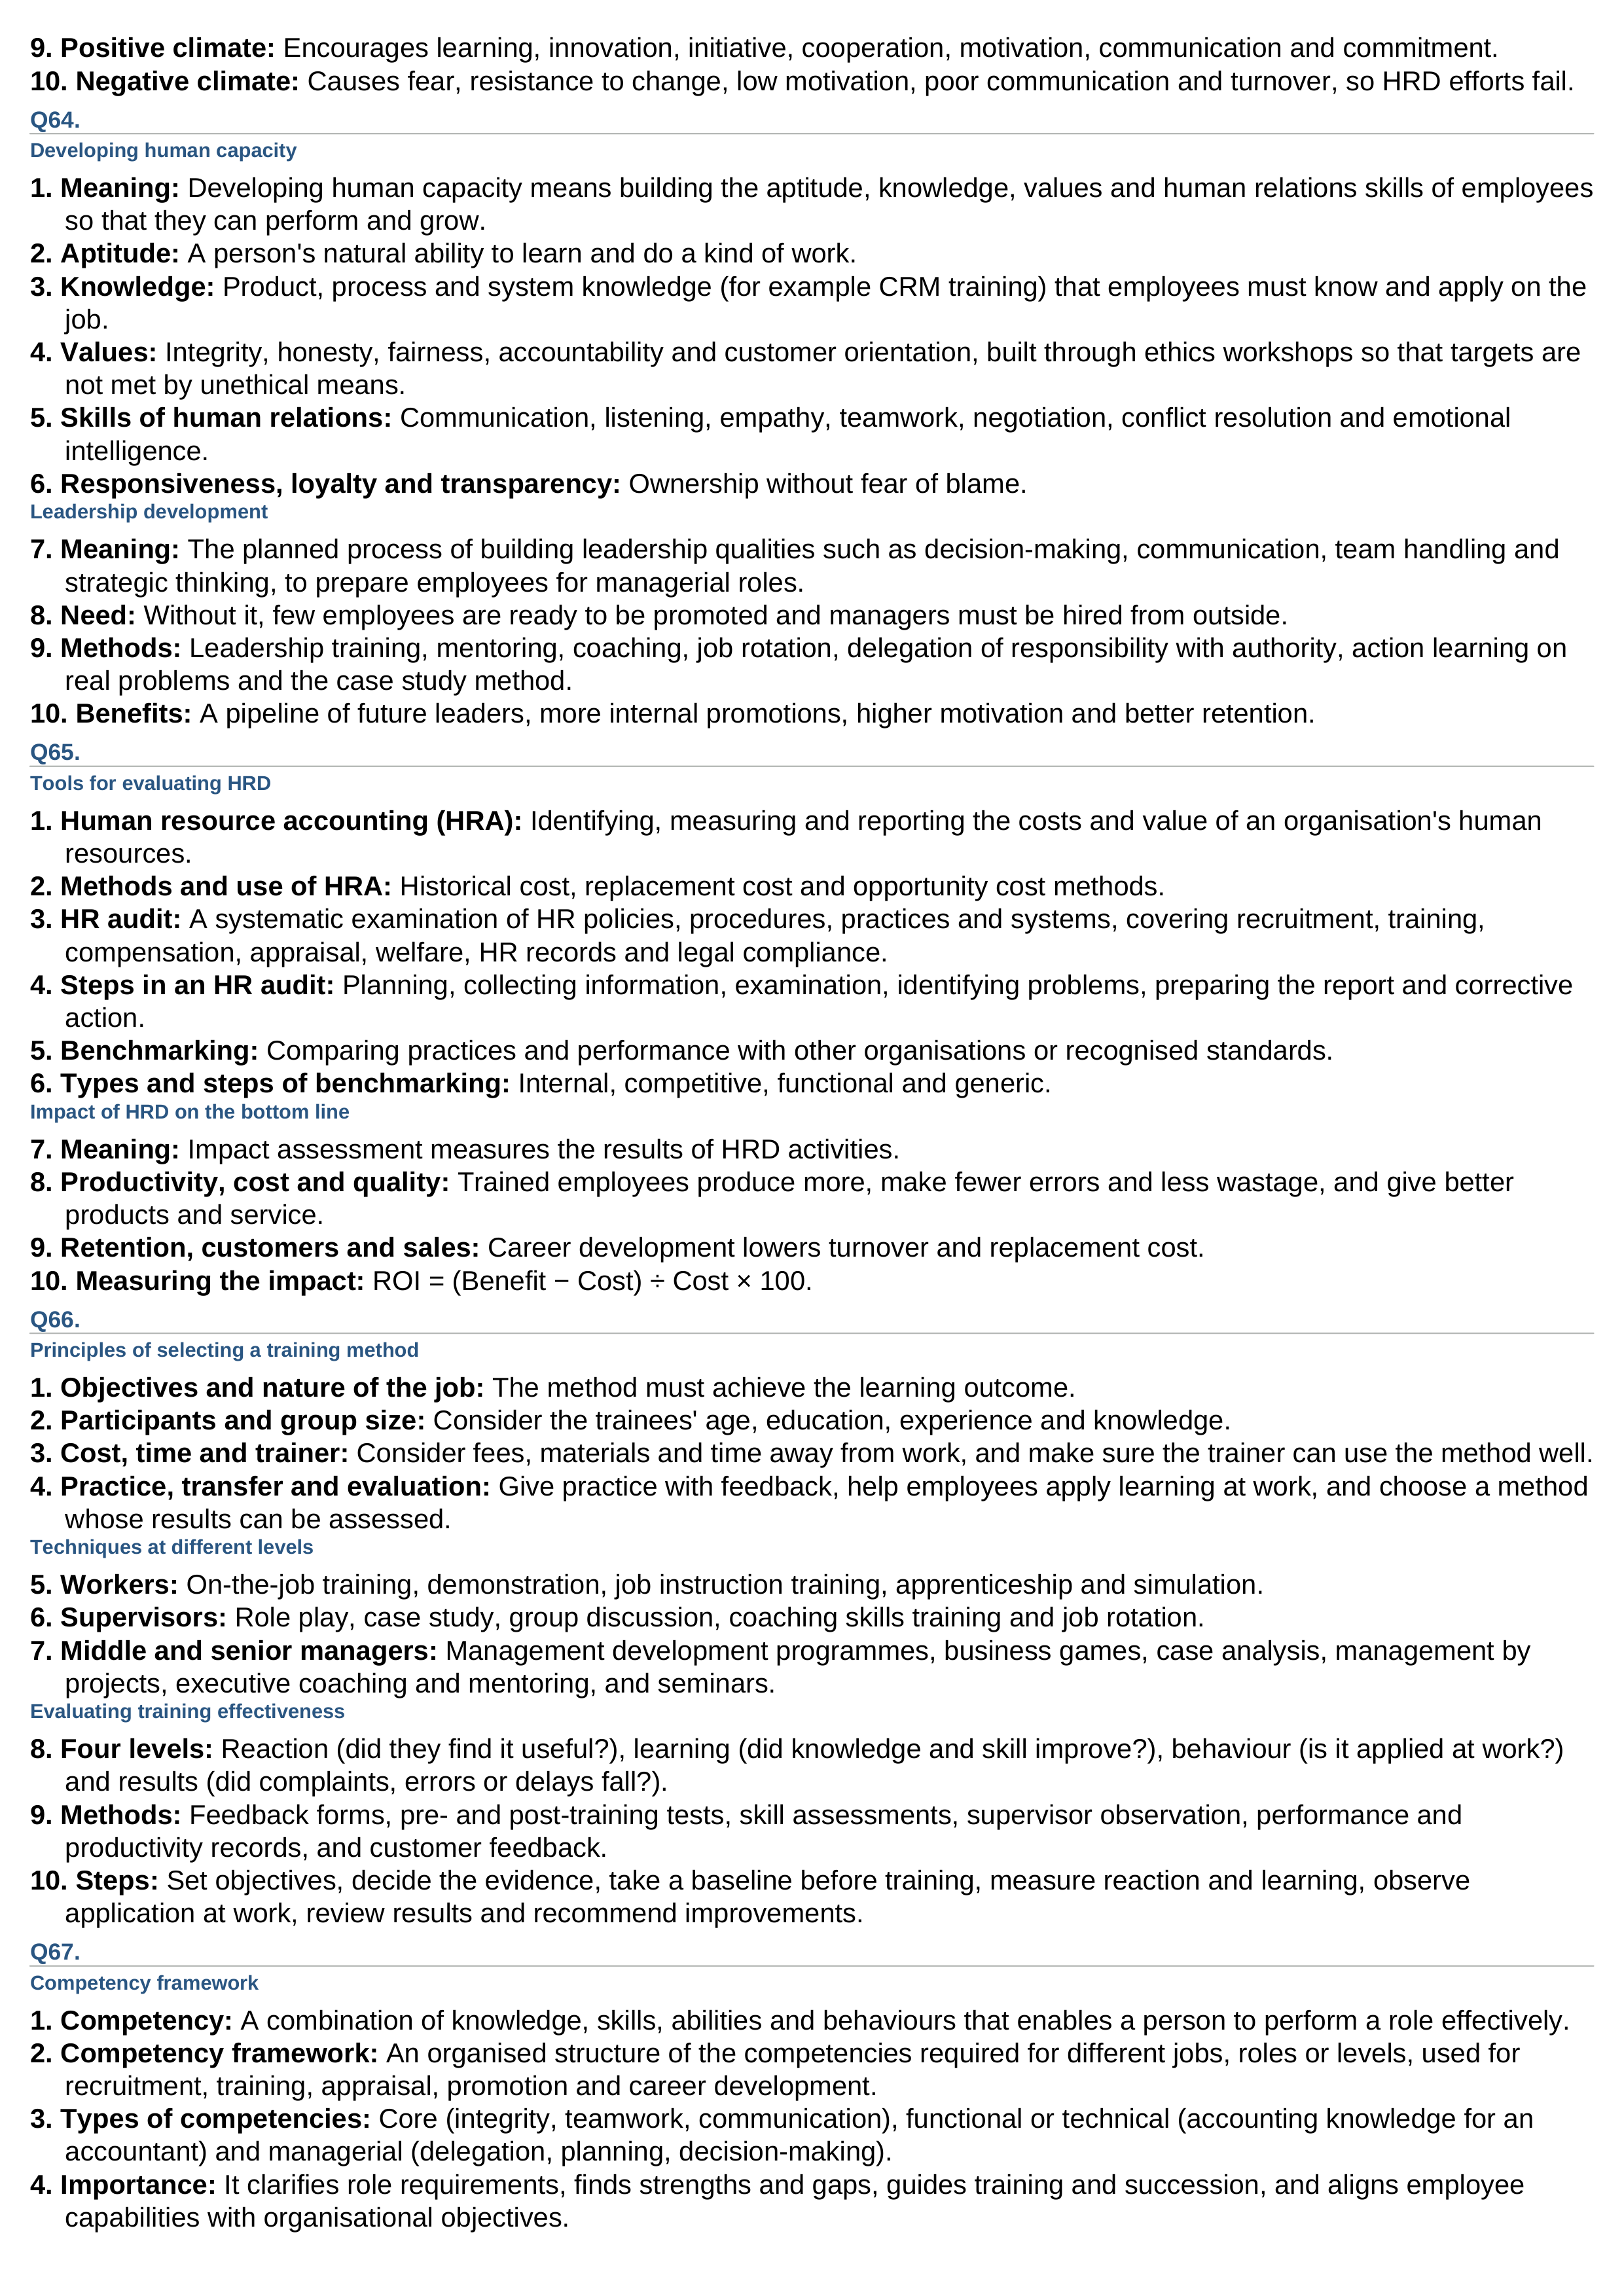 9. Positive climate: Encourages learning, innovation, initiative, cooperation, motivation, communication and commitment.
10. Negative climate: Causes fear, resistance to change, low motivation, poor communication and turnover, so HRD efforts fail.
Q64.
Developing human capacity
1. Meaning: Developing human capacity means building the aptitude, knowledge, values and human relations skills of employees
so that they can perform and grow.
2. Aptitude: A person's natural ability to learn and do a kind of work.
3. Knowledge: Product, process and system knowledge (for example CRM training) that employees must know and apply on the
job.
4. Values: Integrity, honesty, fairness, accountability and customer orientation, built through ethics workshops so that targets are
not met by unethical means.
5. Skills of human relations: Communication, listening, empathy, teamwork, negotiation, conflict resolution and emotional
intelligence.
6. Responsiveness, loyalty and transparency: Ownership without fear of blame.
Leadership development
7. Meaning: The planned process of building leadership qualities such as decision-making, communication, team handling and
strategic thinking, to prepare employees for managerial roles.
8. Need: Without it, few employees are ready to be promoted and managers must be hired from outside.
9. Methods: Leadership training, mentoring, coaching, job rotation, delegation of responsibility with authority, action learning on
real problems and the case study method.
10. Benefits: A pipeline of future leaders, more internal promotions, higher motivation and better retention.
Q65.
Tools for evaluating HRD
1. Human resource accounting (HRA): Identifying, measuring and reporting the costs and value of an organisation's human
resources.
2. Methods and use of HRA: Historical cost, replacement cost and opportunity cost methods.
3. HR audit: A systematic examination of HR policies, procedures, practices and systems, covering recruitment, training,
compensation, appraisal, welfare, HR records and legal compliance.
4. Steps in an HR audit: Planning, collecting information, examination, identifying problems, preparing the report and corrective
action.
5. Benchmarking: Comparing practices and performance with other organisations or recognised standards.
6. Types and steps of benchmarking: Internal, competitive, functional and generic.
Impact of HRD on the bottom line
7. Meaning: Impact assessment measures the results of HRD activities.
8. Productivity, cost and quality: Trained employees produce more, make fewer errors and less wastage, and give better
products and service.
9. Retention, customers and sales: Career development lowers turnover and replacement cost.
10. Measuring the impact: ROI = (Benefit − Cost) ÷ Cost × 100.
Q66.
Principles of selecting a training method
1. Objectives and nature of the job: The method must achieve the learning outcome.
2. Participants and group size: Consider the trainees' age, education, experience and knowledge.
3. Cost, time and trainer: Consider fees, materials and time away from work, and make sure the trainer can use the method well.
4. Practice, transfer and evaluation: Give practice with feedback, help employees apply learning at work, and choose a method
whose results can be assessed.
Techniques at different levels
5. Workers: On-the-job training, demonstration, job instruction training, apprenticeship and simulation.
6. Supervisors: Role play, case study, group discussion, coaching skills training and job rotation.
7. Middle and senior managers: Management development programmes, business games, case analysis, management by
projects, executive coaching and mentoring, and seminars.
Evaluating training effectiveness
8. Four levels: Reaction (did they find it useful?), learning (did knowledge and skill improve?), behaviour (is it applied at work?)
and results (did complaints, errors or delays fall?).
9. Methods: Feedback forms, pre- and post-training tests, skill assessments, supervisor observation, performance and
productivity records, and customer feedback.
10. Steps: Set objectives, decide the evidence, take a baseline before training, measure reaction and learning, observe
application at work, review results and recommend improvements.
Q67.
Competency framework
1. Competency: A combination of knowledge, skills, abilities and behaviours that enables a person to perform a role effectively.
2. Competency framework: An organised structure of the competencies required for different jobs, roles or levels, used for
recruitment, training, appraisal, promotion and career development.
3. Types of competencies: Core (integrity, teamwork, communication), functional or technical (accounting knowledge for an
accountant) and managerial (delegation, planning, decision-making).
4. Importance: It clarifies role requirements, finds strengths and gaps, guides training and succession, and aligns employee
capabilities with organisational objectives.